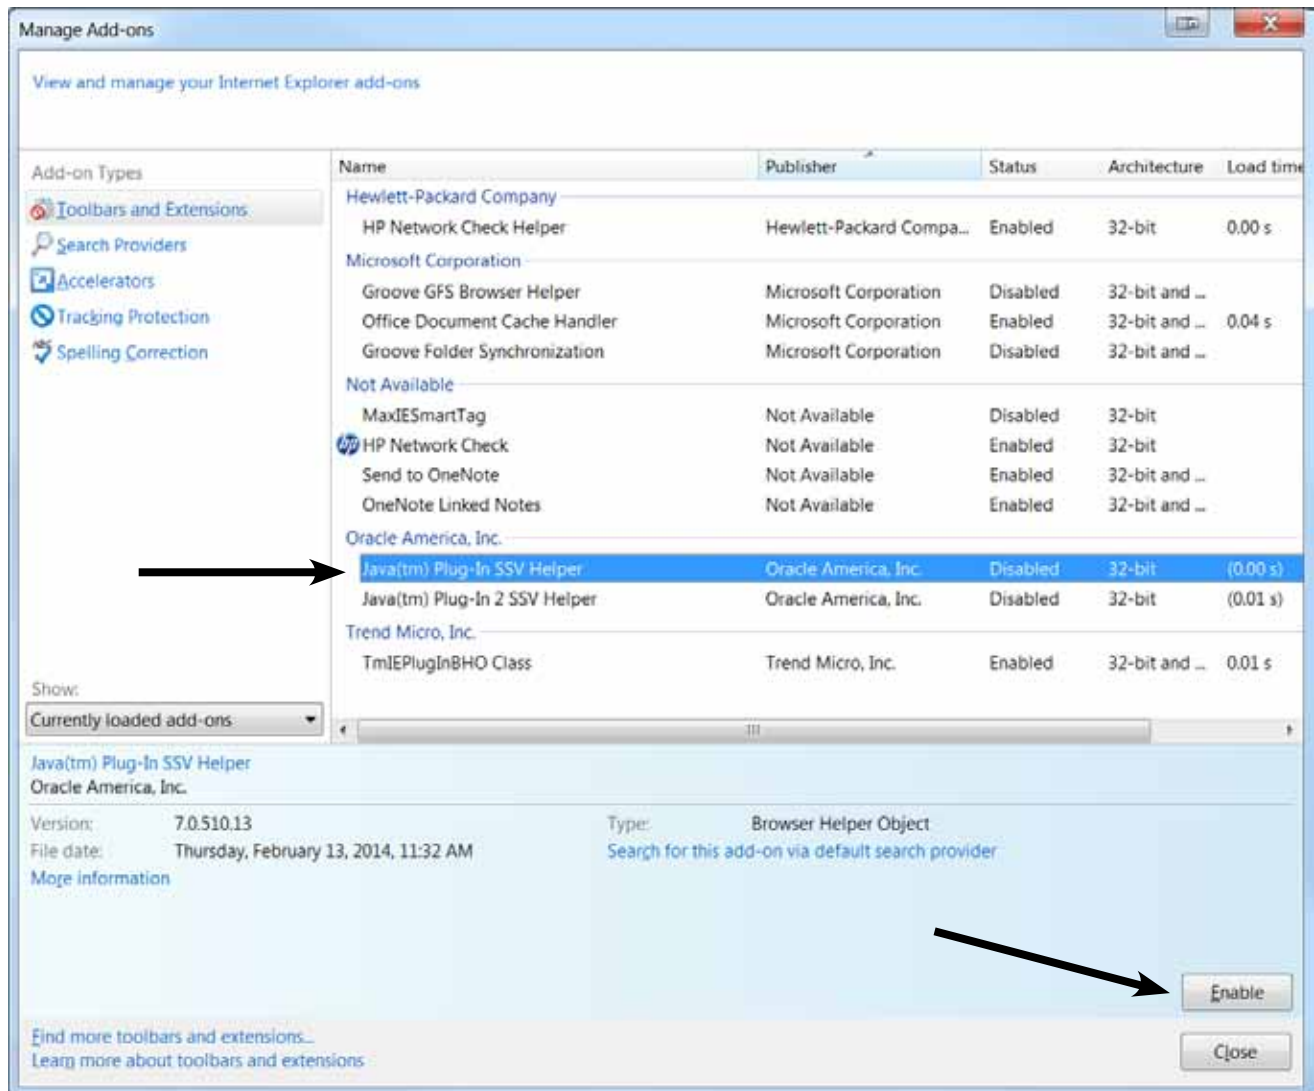 Manage Add-ons
View and manage your Internet Explorer add-ons
Add-on Types
Toolbars and Extensions
Search Providers
Accelerators
Tracking Protection
Spelling Correction
Show:
Currently loaded add-ons
Name Publisher Status Architecture Load time
Hewlett-Packard Company
HP Network Check Helper Hewlett-Packard Compa... Enabled 32-bit 0.00 s
Microsoft Corporation
Groove GFS Browser Helper Microsoft Corporation Disabled 32-bit and ...
Office Document Cache Handler Microsoft Corporation Enabled 32-bit and ... 0.04 s
Groove Folder Synchronization Microsoft Corporation Disabled 32-bit and ...
Not Available
MaxIESmartTag Not Available Disabled 32-bit
hp HP Network Check Not Available Enabled 32-bit
Send to OneNote Not Available Enabled 32-bit and ...
OneNote Linked Notes Not Available Enabled 32-bit and ...
Oracle America, Inc.
Java(tm) Plug-In SSV Helper Oracle America, Inc. Disabled 32-bit (0.00 s)
Java(tm) Plug-In 2 SSV Helper Oracle America, Inc. Disabled 32-bit (0.01 s)
Trend Micro, Inc.
TmIEPlugInBHO Class Trend Micro, Inc. Enabled 32-bit and ... 0.01 s
Java(tm) Plug-In SSV Helper
Oracle America, Inc.
Version: 7.0.510.13 Type: Browser Helper Object
File date: Thursday, February 13, 2014, 11:32 AM Search for this add-on via default search provider
More information
Enable
Find more toolbars and extensions...
Learn more about toolbars and extensions
Close